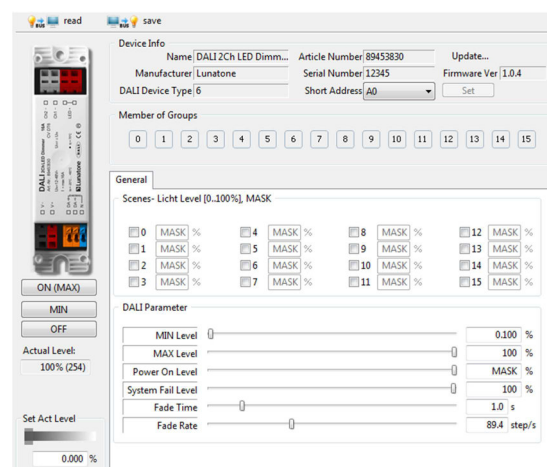 BUS read BUS save
Device Info
Name DALI 2Ch LED Dimm... Article Number 89453830 Update...
Manufacturer Lunatone Serial Number 12345 Firmware Ver 1.0.4
DALI Device Type 6 Short Address A0 Set
Member of Groups
0 1 2 3 4 5 6 7 8 9 10 11 12 13 14 15
General
Scenes- Licht Level [0..100%], MASK
0 MASK % 4 MASK % 8 MASK % 12 MASK %
1 MASK % 5 MASK % 9 MASK % 13 MASK %
2 MASK % 6 MASK % 10 MASK % 14 MASK %
3 MASK % 7 MASK % 11 MASK % 15 MASK %
DALI
Lunatone
ON (MAX)
MIN
OFF
Actual Level:
100% (254)
Set Act Level
0.000 %
DALI Parameter
MIN Level 0.100 %
MAX Level 100 %
Power On Level MASK %
System Fail Level 100 %
Fade Time 1.0 s
Fade Rate 89.4 step/s